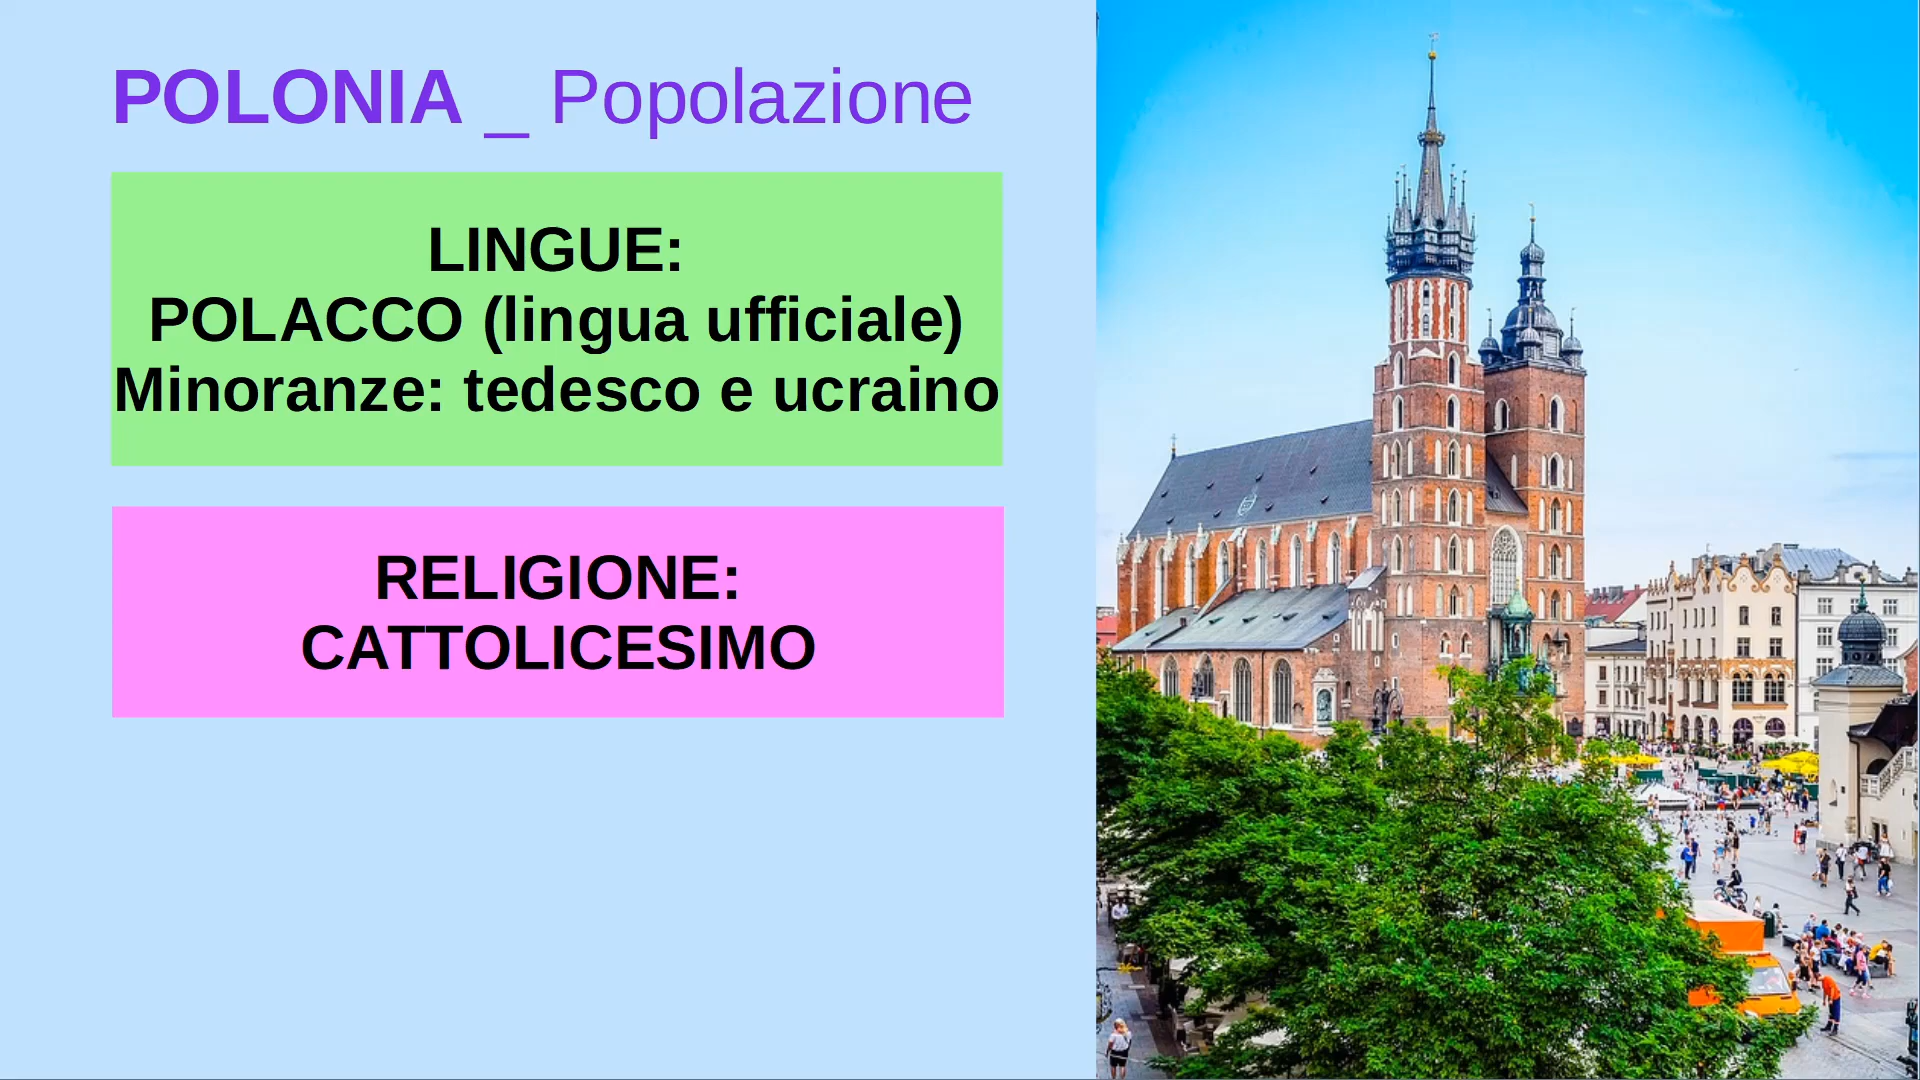 POLONIA _ Popolazione
LINGUE:
POLACCO (lingua ufficiale)
Minoranze: tedesco e ucraino
RELIGIONE:
CATTOLICESIMO